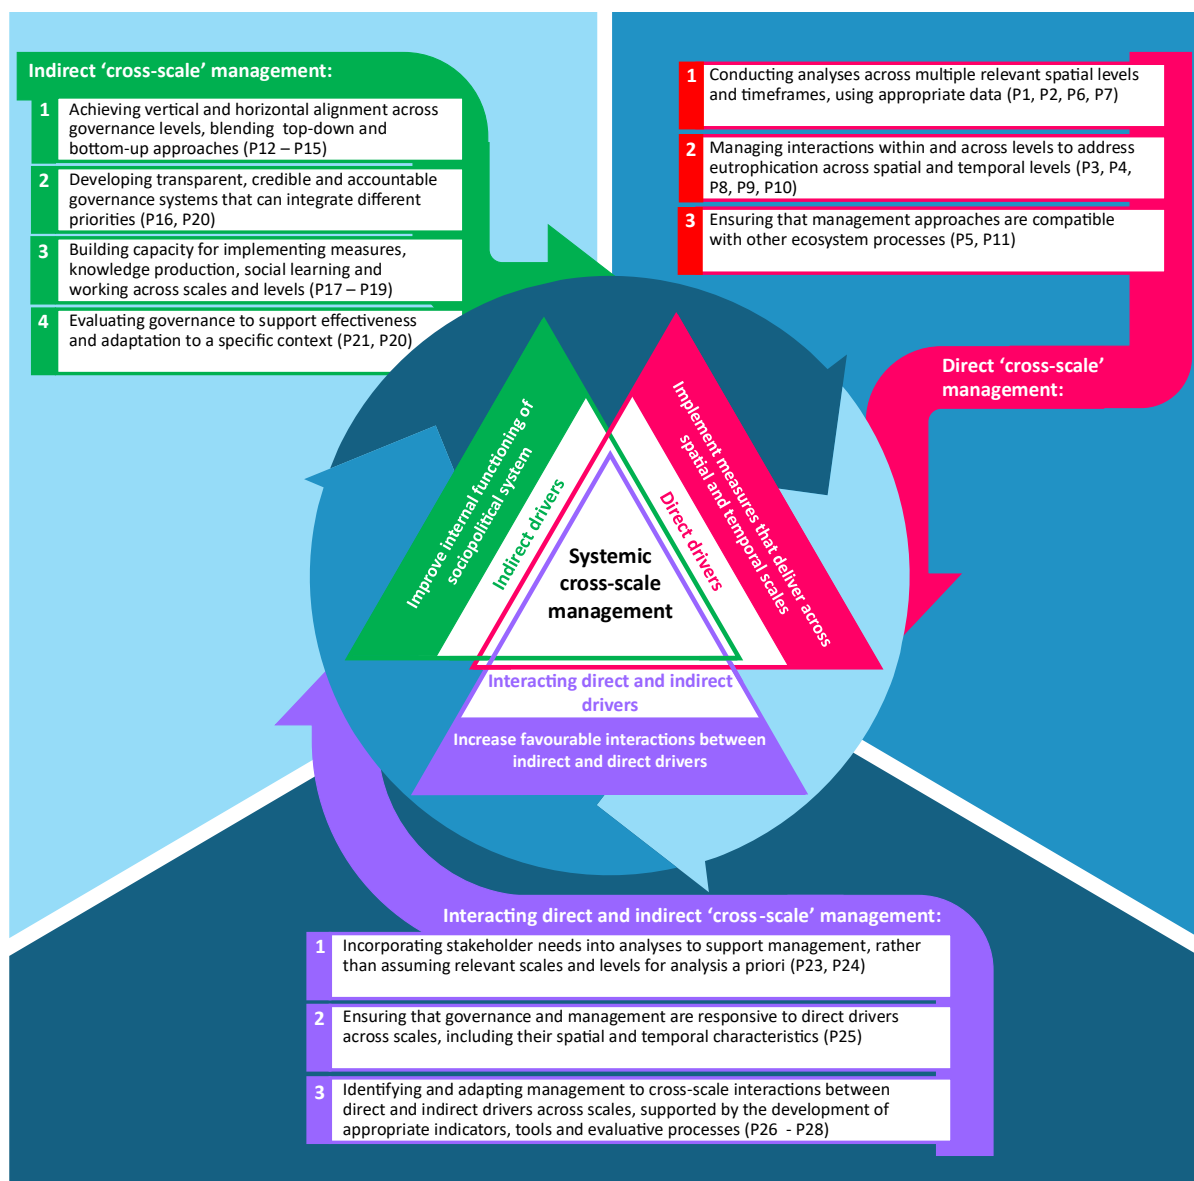 Indirect ‘cross-scale’ management:
1
Achieving vertical and horizontal alignment across
governance levels, blending top-down and
bottom-up approaches (P12 – P15)
2
Developing transparent, credible and accountable
governance systems that can integrate different
priorities (P16, P20)
3
Building capacity for implementing measures,
knowledge production, social learning and
working across scales and levels (P17 – P19)
4
Evaluating governance to support effectiveness
and adaptation to a specific context (P21, P20)
1
Conducting analyses across multiple relevant spatial levels
and timeframes, using appropriate data (P1, P2, P6, P7)
2
Managing interactions within and across levels to address
eutrophication across spatial and temporal levels (P3, P4,
P8, P9, P10)
3
Ensuring that management approaches are compatible
with other ecosystem processes (P5, P11)
Direct ‘cross-scale’
management:
Improve internal functioning of
sociopolitical system
Indirect drivers
Implement measures that deliver across
spatial and temporal scales
Direct drivers
Systemic
cross-scale
management
Interacting direct and indirect
drivers
Increase favourable interactions between
indirect and direct drivers
Interacting direct and indirect ‘cross-scale’ management:
1
Incorporating stakeholder needs into analyses to support management, rather
than assuming relevant scales and levels for analysis a priori (P23, P24)
2
Ensuring that governance and management are responsive to direct drivers
across scales, including their spatial and temporal characteristics (P25)
3
Identifying and adapting management to cross-scale interactions between
direct and indirect drivers across scales, supported by the development of
appropriate indicators, tools and evaluative processes (P26 - P28)